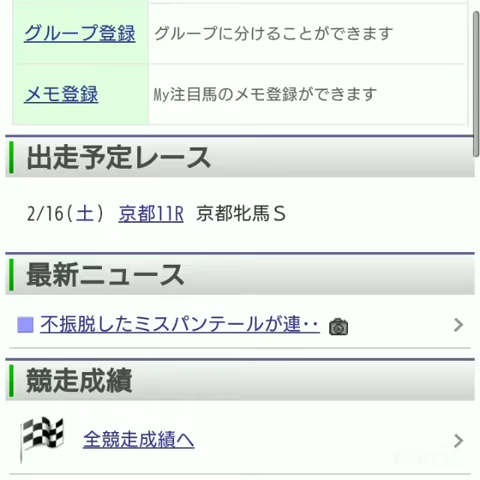 グループ登録 グループに分けることができます
メモ登録 My注目馬のメモ登録ができます
出走予定レース
2/16(土) 京都11R 京都牝馬S
最新ニュース
不振脱したミスパンテールが連‥
競走成績
全競走成績へ